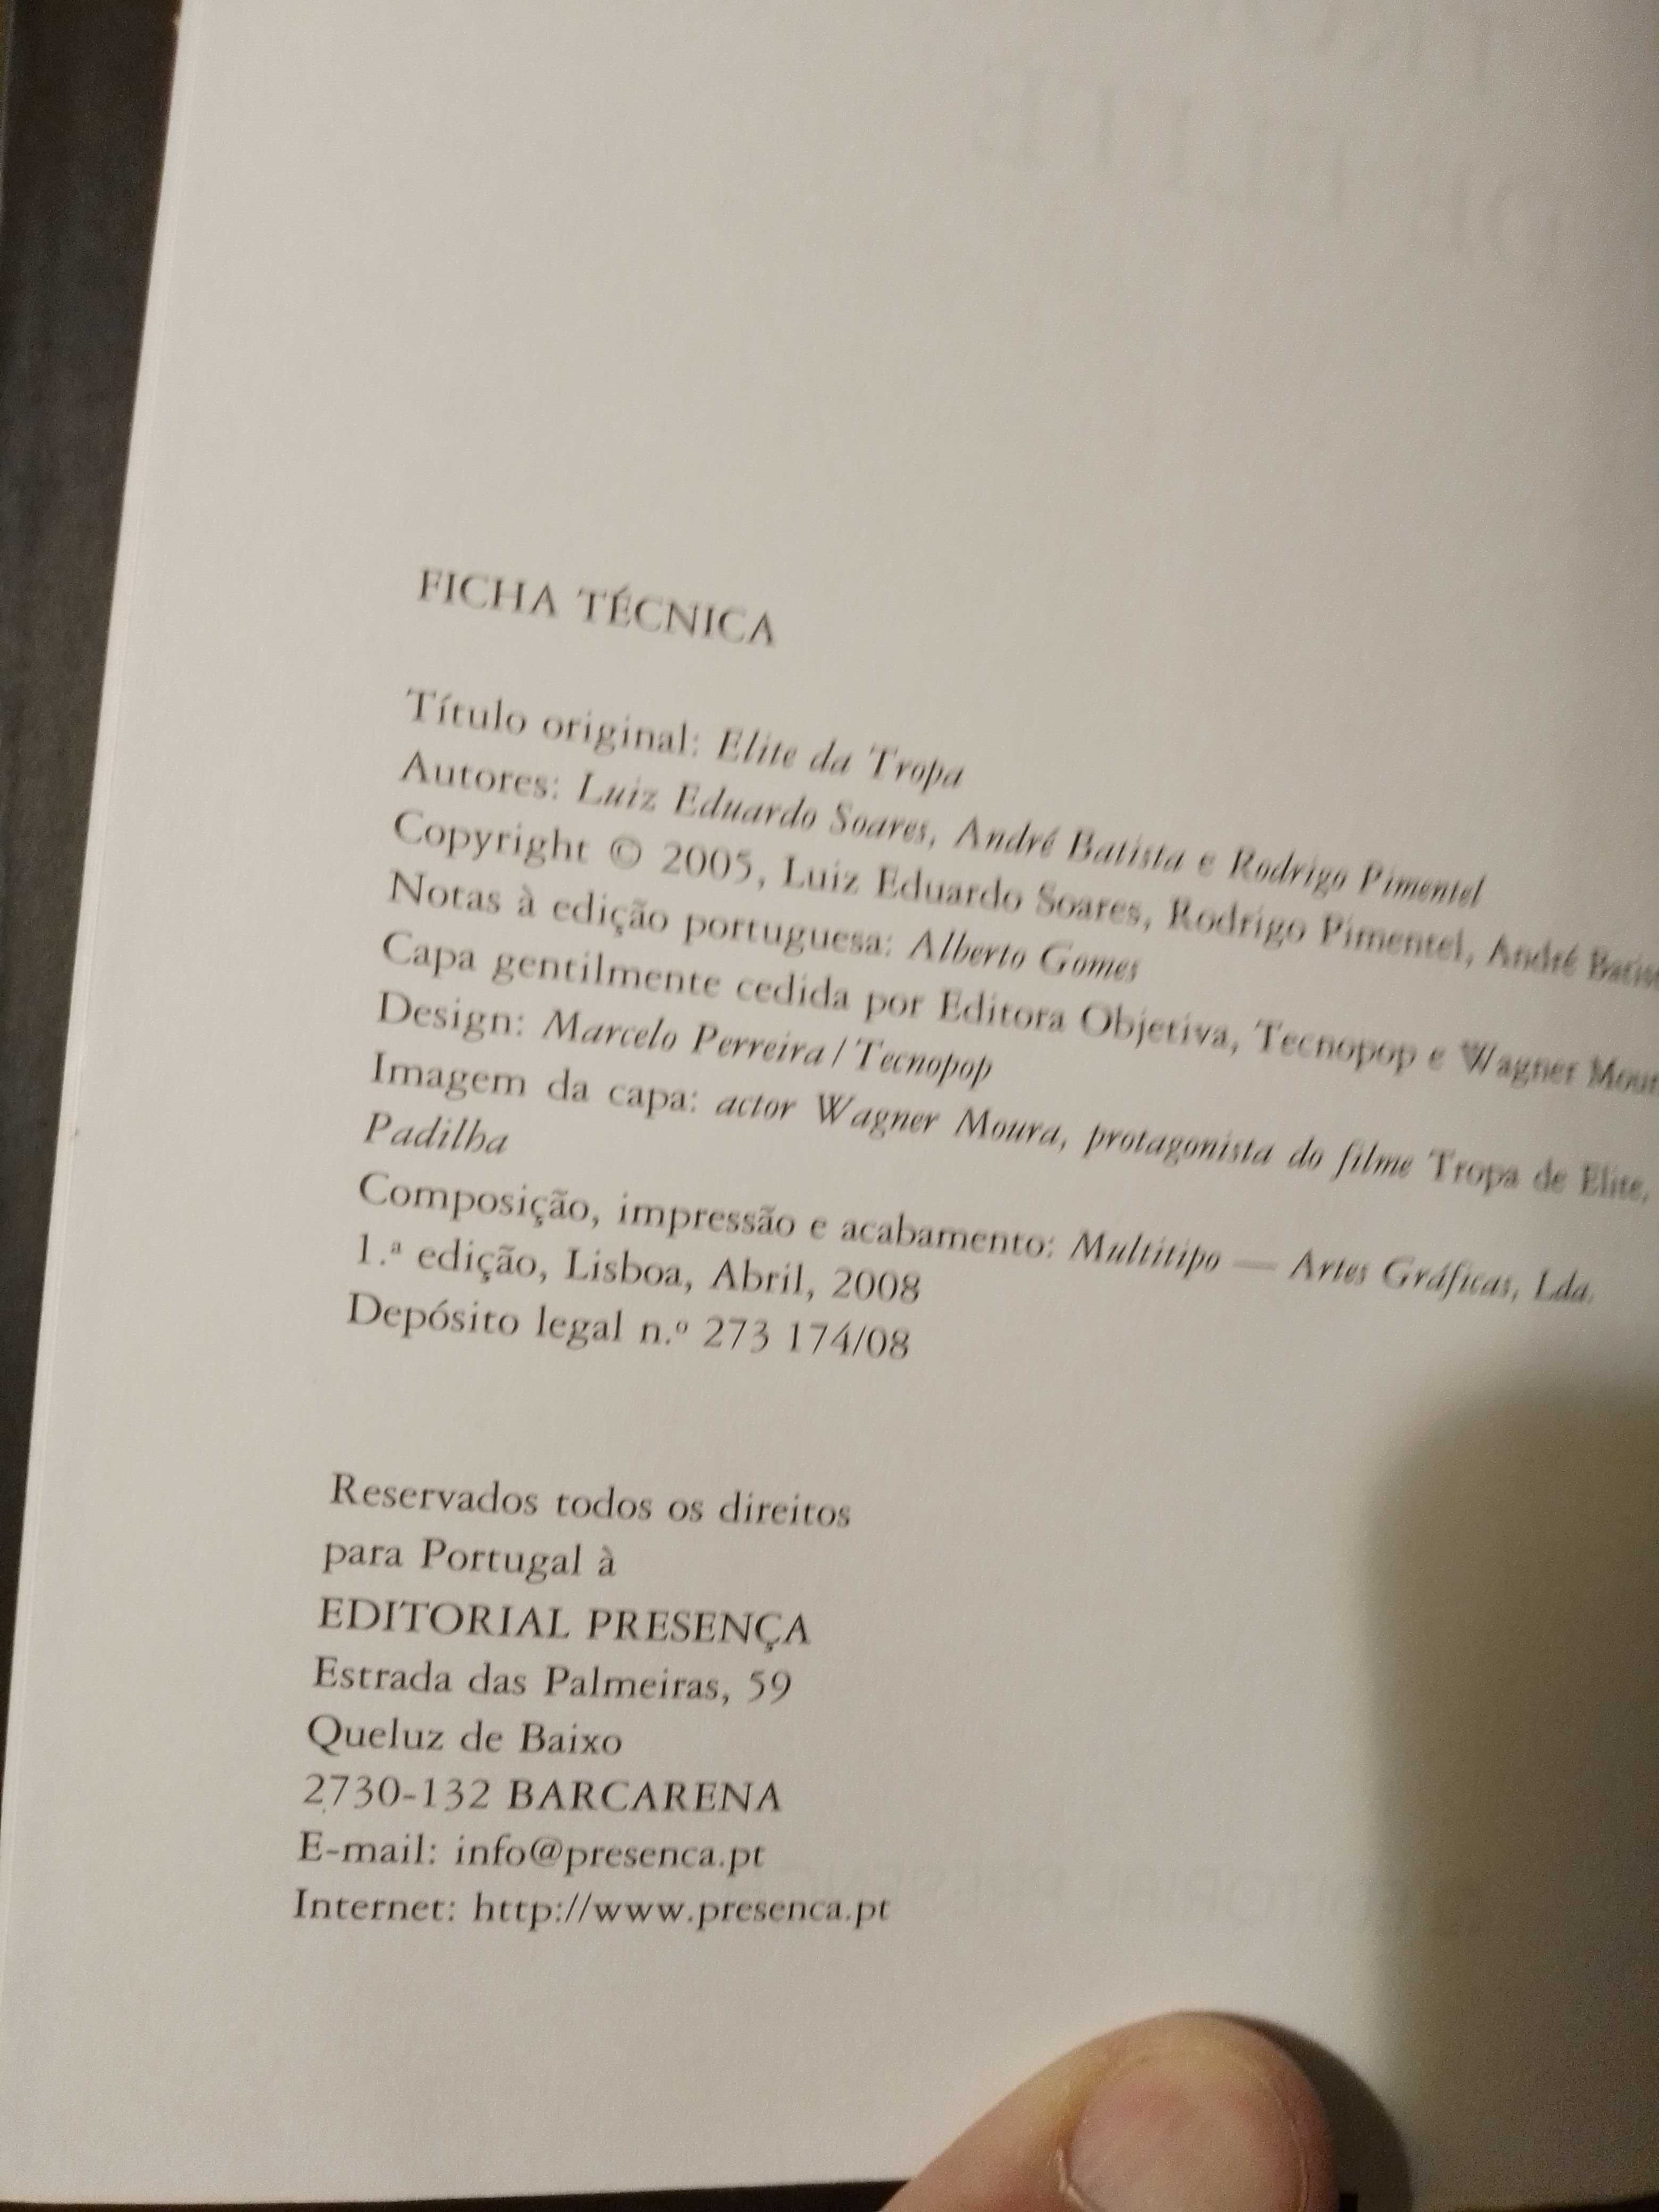 FICHA TÉCNICA
Título original: Elite da Tropa
Autores: Luiz Eduardo Soares, André Batista e Rodrigo Pimentel
Copyright © 2005, Luiz Eduardo Soares, Rodrigo Pimentel, André
Notas à edição portuguesa: Alberto Gomes
Capa gentilmente cedida por Editora Objetiva, Tecnopop e Wagner
Design: Marcelo Perreira / Tecnopop
Imagem da capa: actor Wagner Moura, protagonista do filme Tropa de Elite,
Padilha
Composição, impressão e acabamento: Multitipo — Artes Gráficas, Lda.
1.ª edição, Lisboa, Abril, 2008
Depósito legal n.º 273 174/08
Reservados todos os direitos
para Portugal à
EDITORIAL PRESENÇA
Estrada das Palmeiras, 59
Queluz de Baixo
2730-132 BARCARENA
E-mail: info@presenca.pt
Internet: http://www.presenca.pt